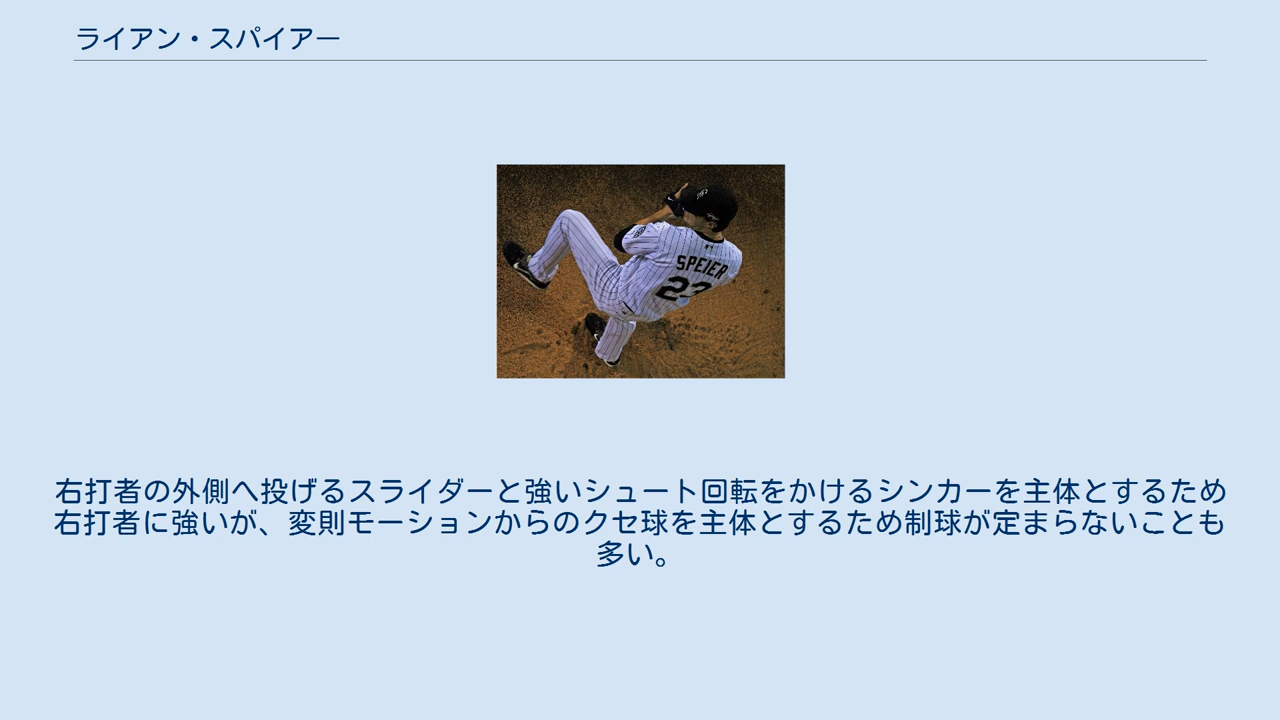 ライアン・スパイアー
SPEIER
23
右打者の外側へ投げるスライダーと強いシュート回転をかけるシンカーを主体とするため
右打者に強いが、変則モーションからのクセ球を主体とするため制球が定まらないことも
多い。